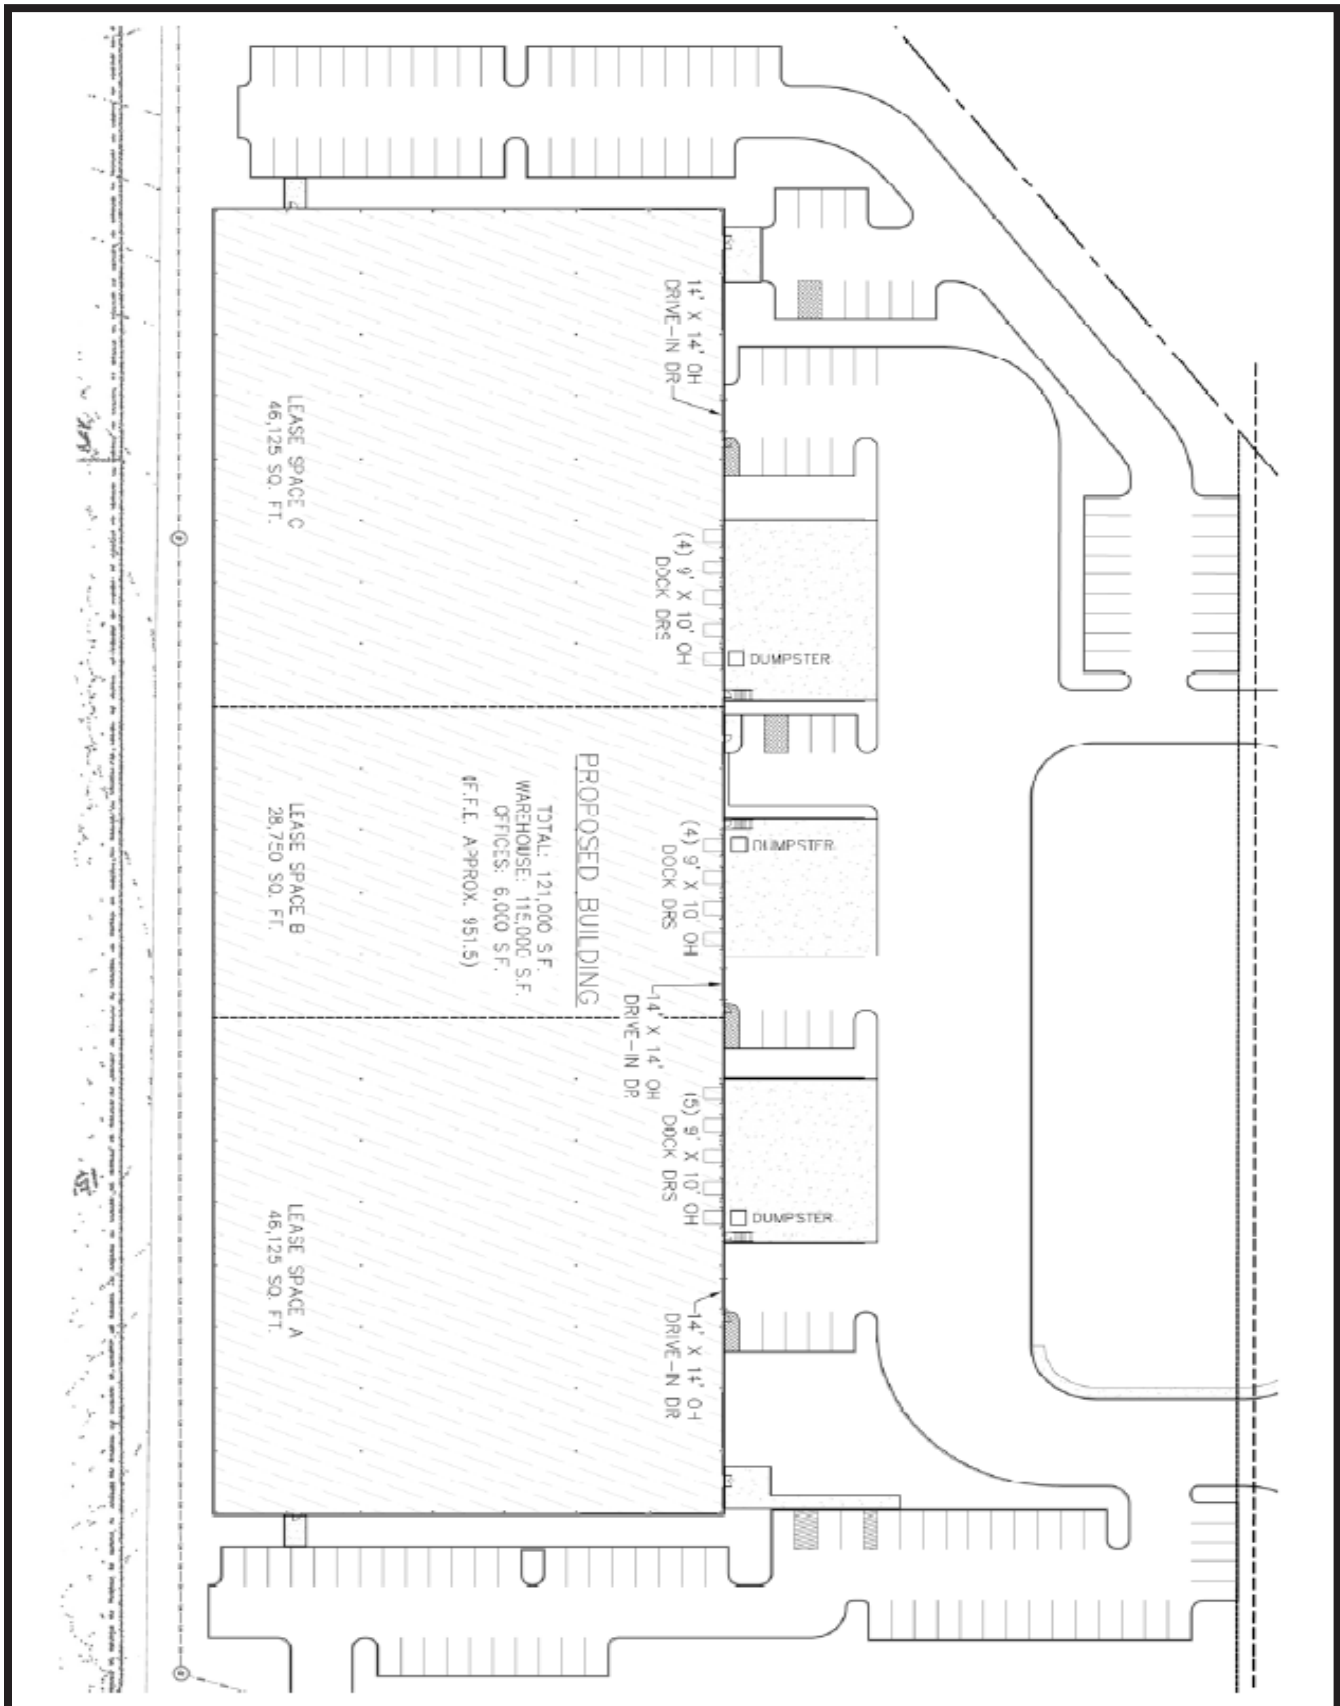 14' X 14' OH
DRIVE-IN DR
LEASE SPACE C
46,125 SQ. FT.
(4) 9' X 10' OH
DOCK DRS
DUMPSTER
PROPOSED BUILDING
TOTAL: 121,000 S.F.
WAREHOUSE: 115,000 S.F.
OFFICES: 6,000 S.F.
(F.F.E. APPROX. 951.5)
LEASE SPACE B
28,750 SQ. FT.
DUMPSTER
(4) 9' X 10' OH
DOCK DRS
14' X 14' OH
DRIVE-IN DR
(5) 9' X 10' OH
DOCK DRS
DUMPSTER
LEASE SPACE A
46,125 SQ. FT.
14' X 14' OH
DRIVE-IN DR